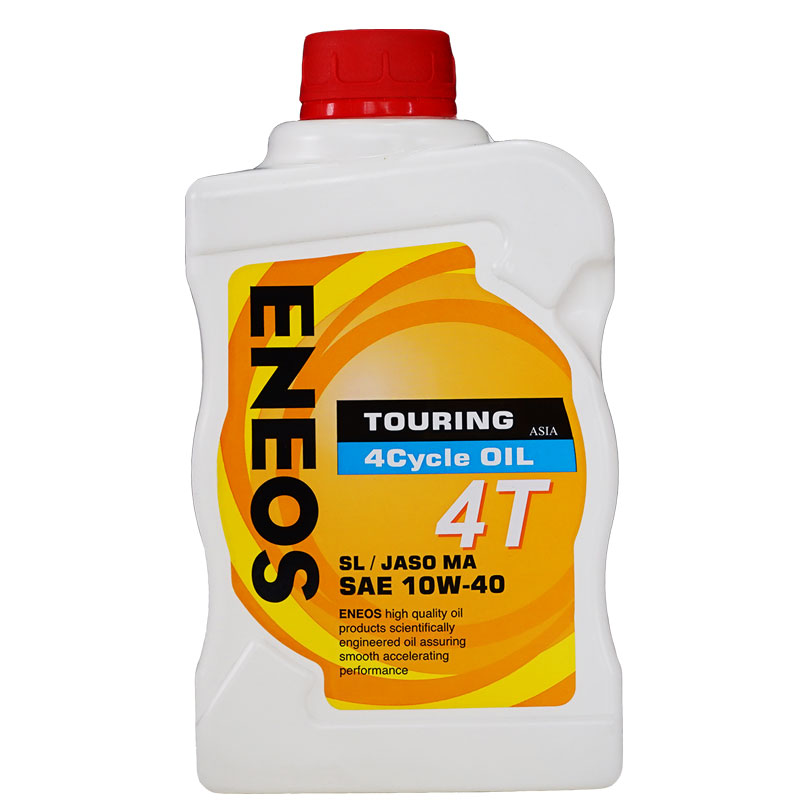 ENEOS
TOURING ASIA
4Cycle OIL
4T
SL / JASO MA
SAE 10W-40
ENEOS high quality oil
products scientifically
engineered oil assuring
smooth accelerating
performance